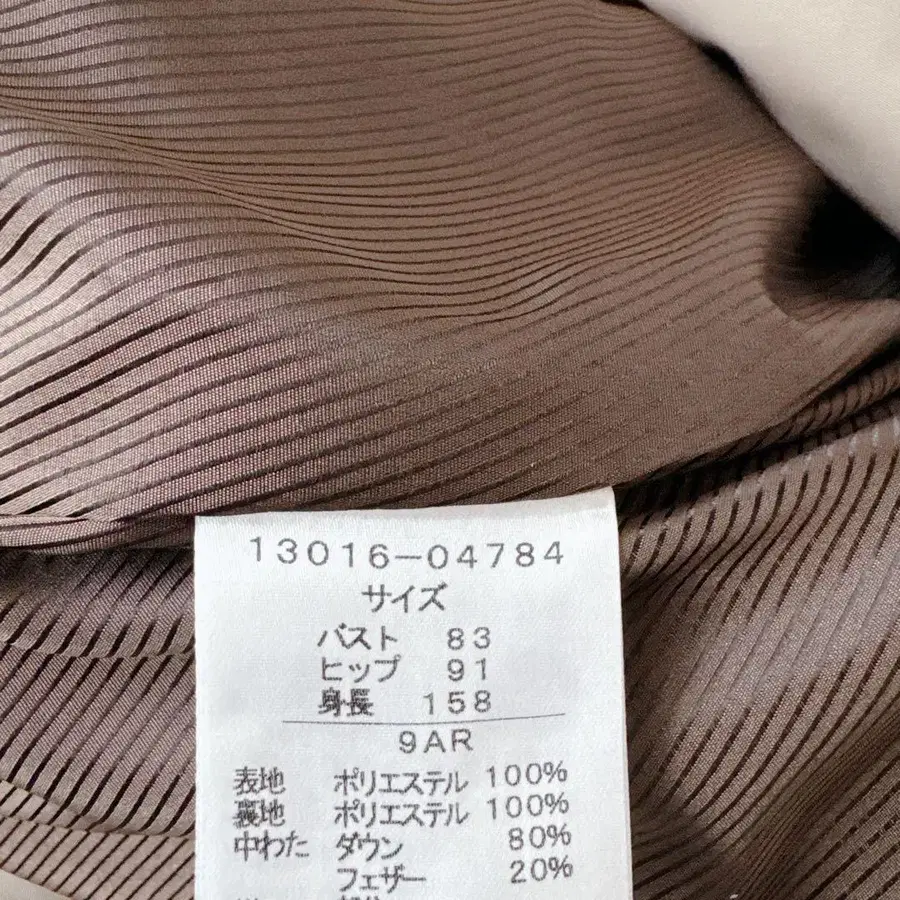 13016-04784
サイズ
バスト 83
ヒップ 91
身長 158
9AR
表地 ポリエステル 100%
裏地 ポリエステル 100%
中わた ダウン 80%
フェザー 20%